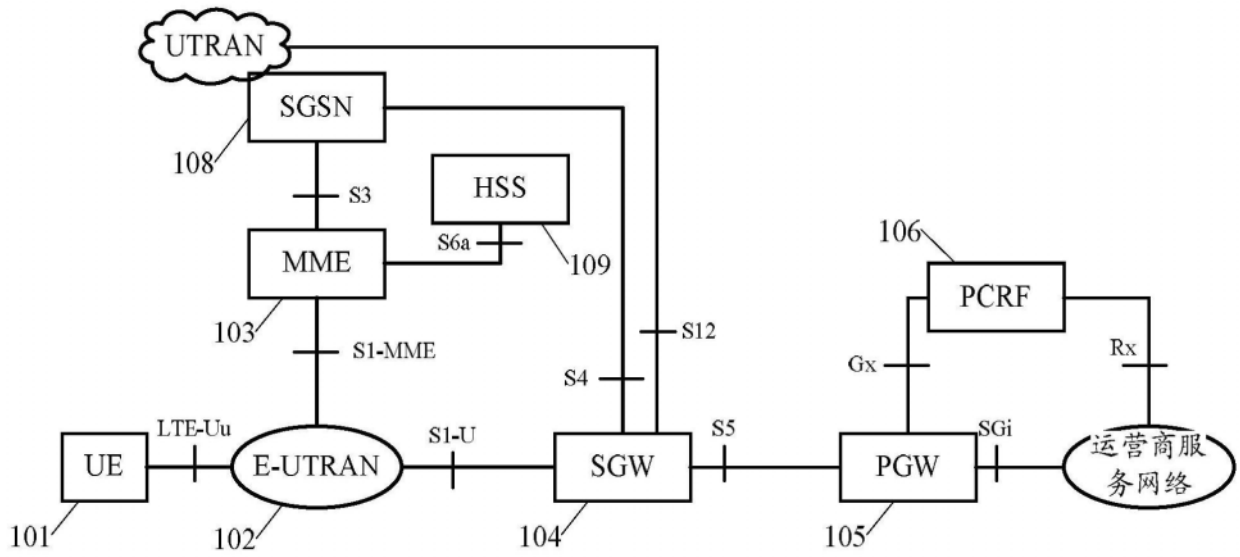 UTRAN
SGSN
108
S3
HSS
S6a
109
MME
103
S1-MME
S12
S4
106
PCRF
Gx
Rx
LTE-Uu
S1-U
S5
SGi
UE
E-UTRAN
SGW
PGW
运营商服
务网络
101
102
104
105